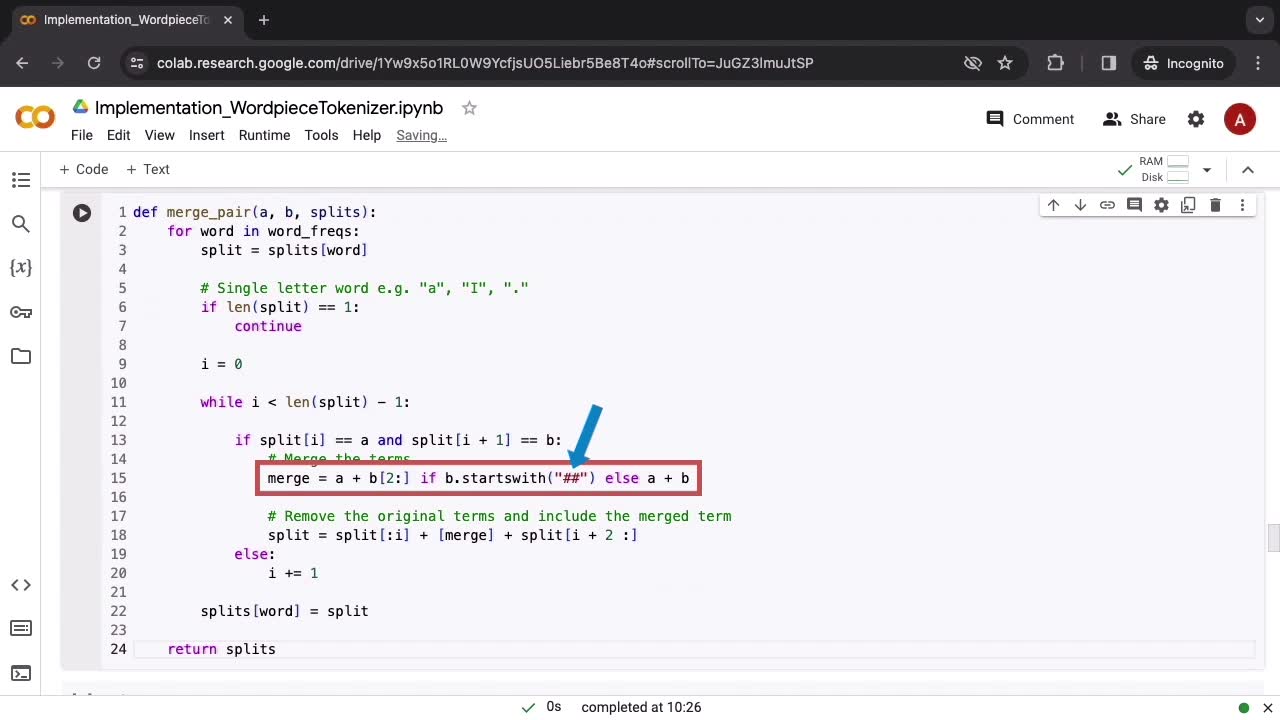 Implementation_WordpieceTo
colab.research.google.com/drive/1Yw9x5o1RL0W9YcfjsUO5Liebr5Be8T4o#scrollTo=JuGZ3lmuJtSP
Incognito
Implementation_WordpieceTokenizer.ipynb
File Edit View Insert Runtime Tools Help Saving...
Comment
Share
A
+ Code + Text
RAM
Disk
1 def merge_pair(a, b, splits):
2 for word in word_freqs:
3 split = splits[word]
4
5 # Single letter word e.g. "a", "I", "."
6 if len(split) == 1:
7 continue
8
9 i = 0
10
11 while i < len(split) - 1:
12
13 if split[i] == a and split[i + 1] == b:
14 # Merge the terms
15 merge = a + b[2:] if b.startswith("##") else a + b
16
17 # Remove the original terms and include the merged term
18 split = split[:i] + [merge] + split[i + 2 :]
19 else:
20 i += 1
21
22 splits[word] = split
23
24 return splits
0s completed at 10:26